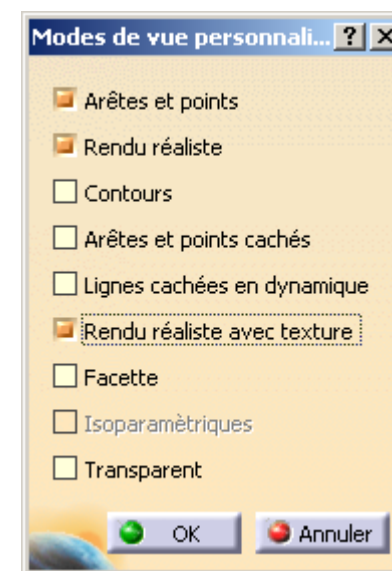 Modes de vue personnali... ? X
Arêtes et points
Rendu réaliste
Contours
Arêtes et points cachés
Lignes cachées en dynamique
Rendu réaliste avec texture
Facette
Isoparamètriques
Transparent
OK Annuler